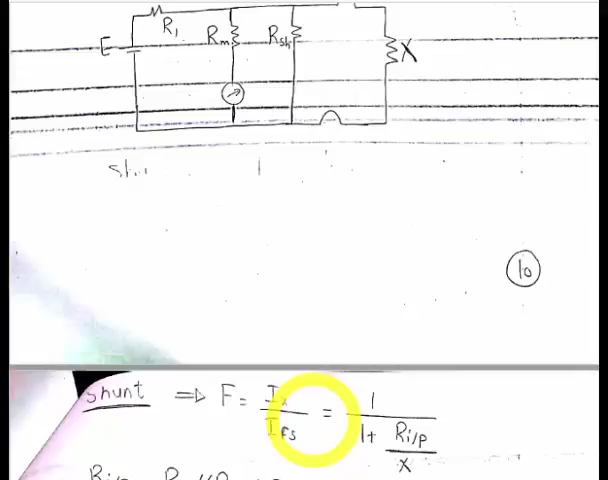 R1
E
Rm
Rsh
X
10
shunt ⇒ F = Ix / IFS = 1 / (1 + Ri/p / X)